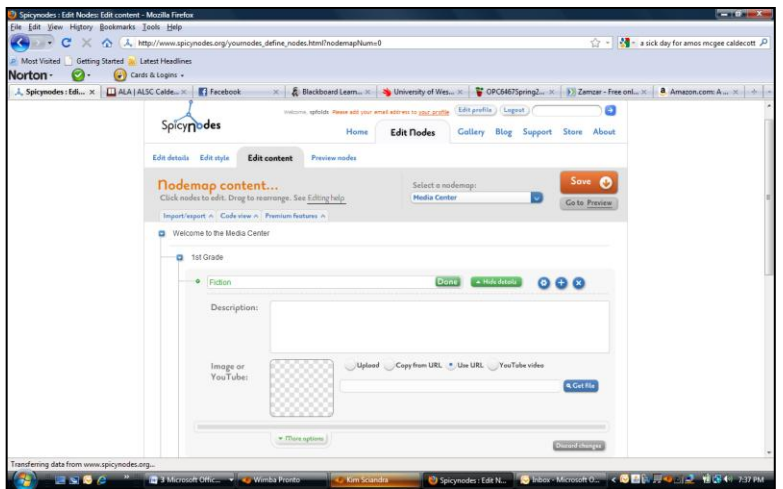 Spicynodes : Edit Nodes: Edit content - Mozilla Firefox
File Edit View History Bookmarks Tools Help
http://www.spicynodes.org/younodes_define_nodes.html?nodemapNum=0
a sick day for amos mcgee caldecott
Most Visited Getting Started Latest Headlines
Norton Cards & Logins
Spicynodes : Edi... ALA | ALSC Calde... Facebook Blackboard Learn... University of Wes... OPC64675pring2... Zamzar - Free onl... Amazon.com: A ...
Spicynodes
Welcome, spfolds Please add your email address to your profile Edit profile Logout
Home Edit Nodes Gallery Blog Support Store About
Edit details Edit style Edit content Preview nodes
Nodemap content...
Click nodes to edit. Drag to rearrange. See Editing help
Select a nodemap:
Media Center
Save
Go to Preview
Import/export Code view Premium features
Welcome to the Media Center
1st Grade
Fiction Done Hide details
Description:
Image or
YouTube:
Upload Copy from URL Use URL YouTube video
Get file
More options
Discard changes
Transferring data from www.spicynodes.org...
3 Microsoft Offic... Wimba Pronto Kim Sciandra Spicynodes : Edit N... Inbox - Microsoft O... 7:37 PM